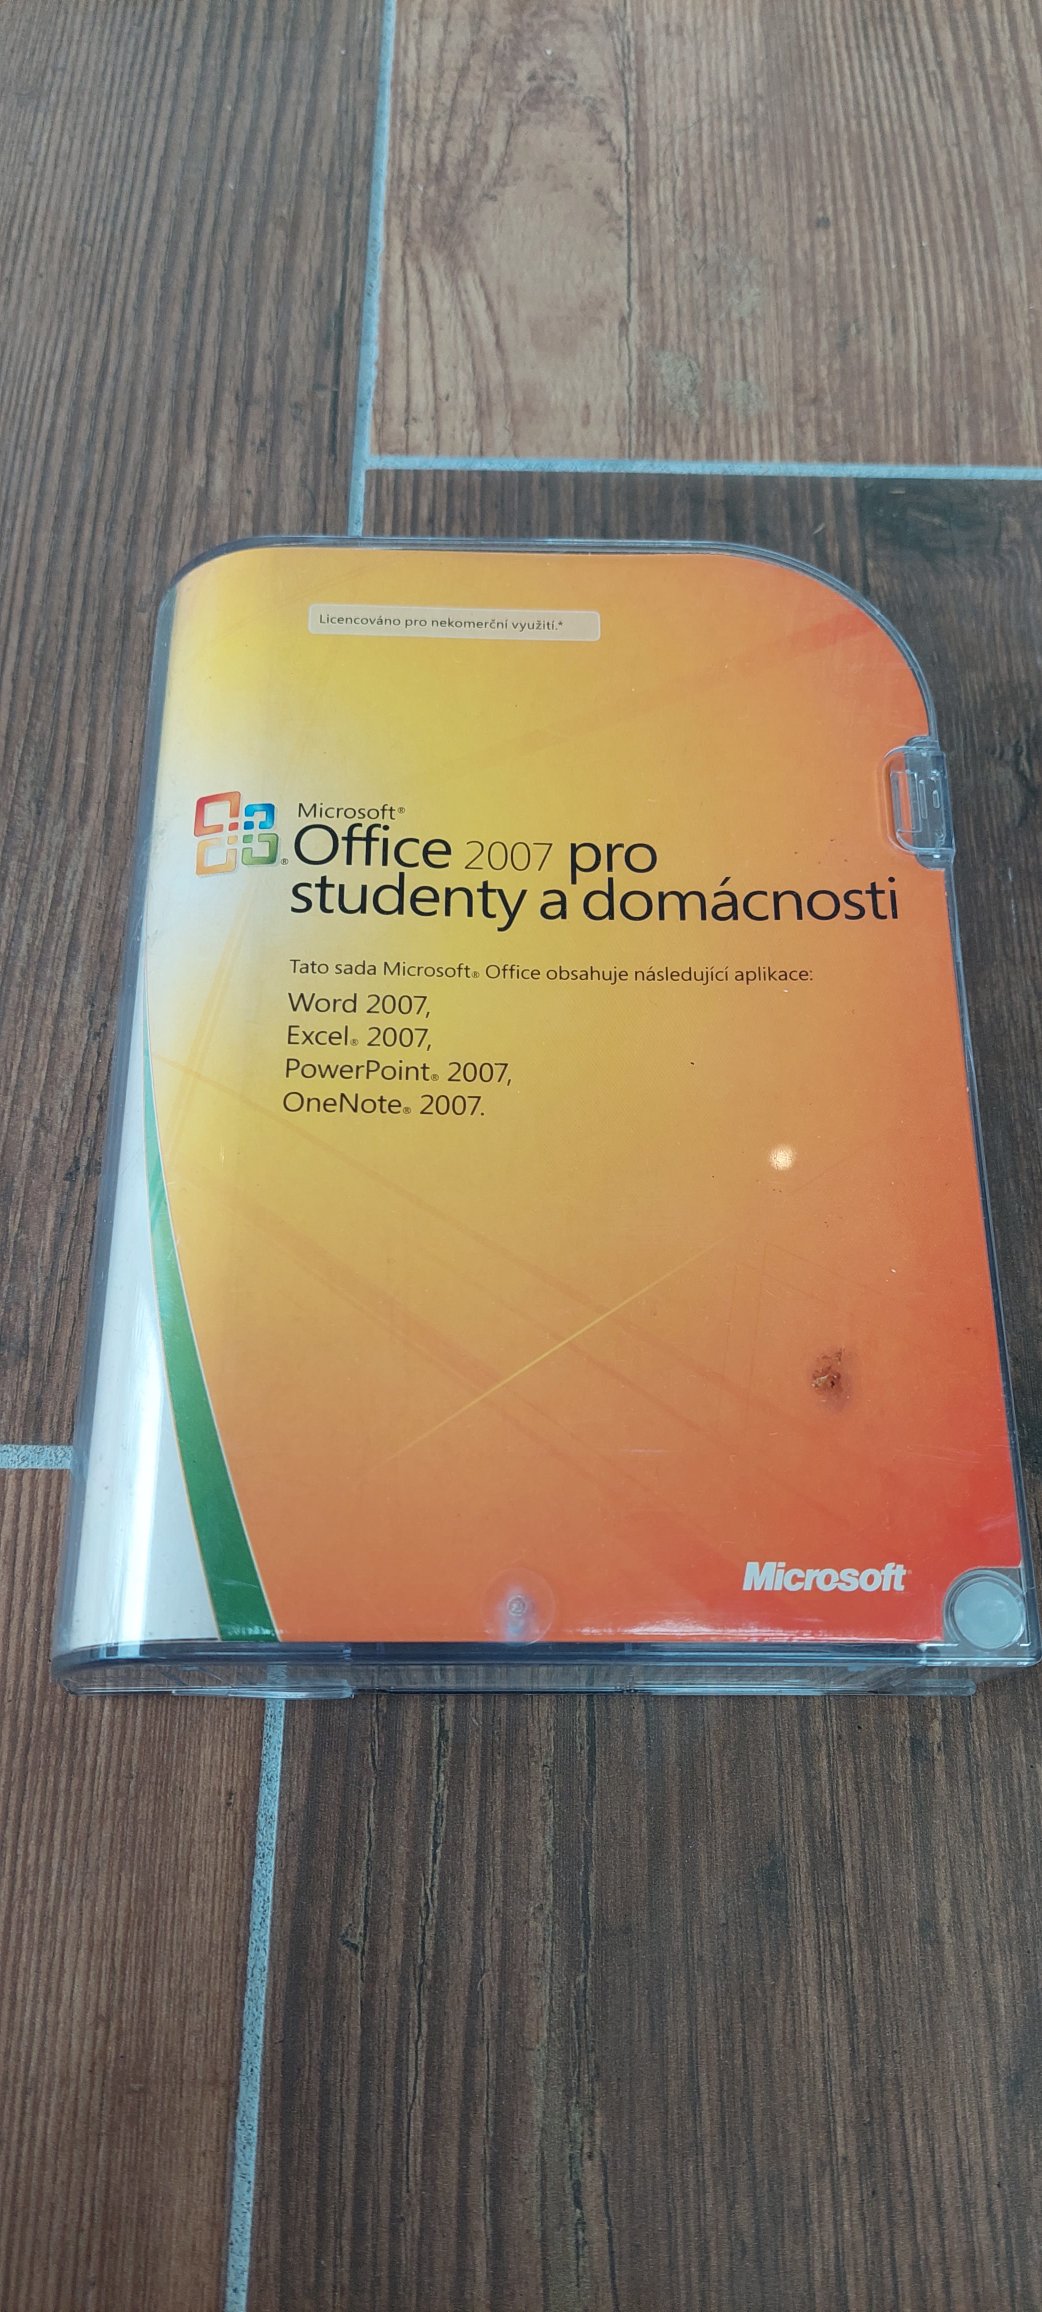 Licencováno pro nekomerční využití.*
Microsoft®
Office 2007 pro
studenty a domácnosti
Tato sada Microsoft® Office obsahuje následující aplikace:
Word 2007,
Excel® 2007,
PowerPoint® 2007,
OneNote® 2007.
Microsoft